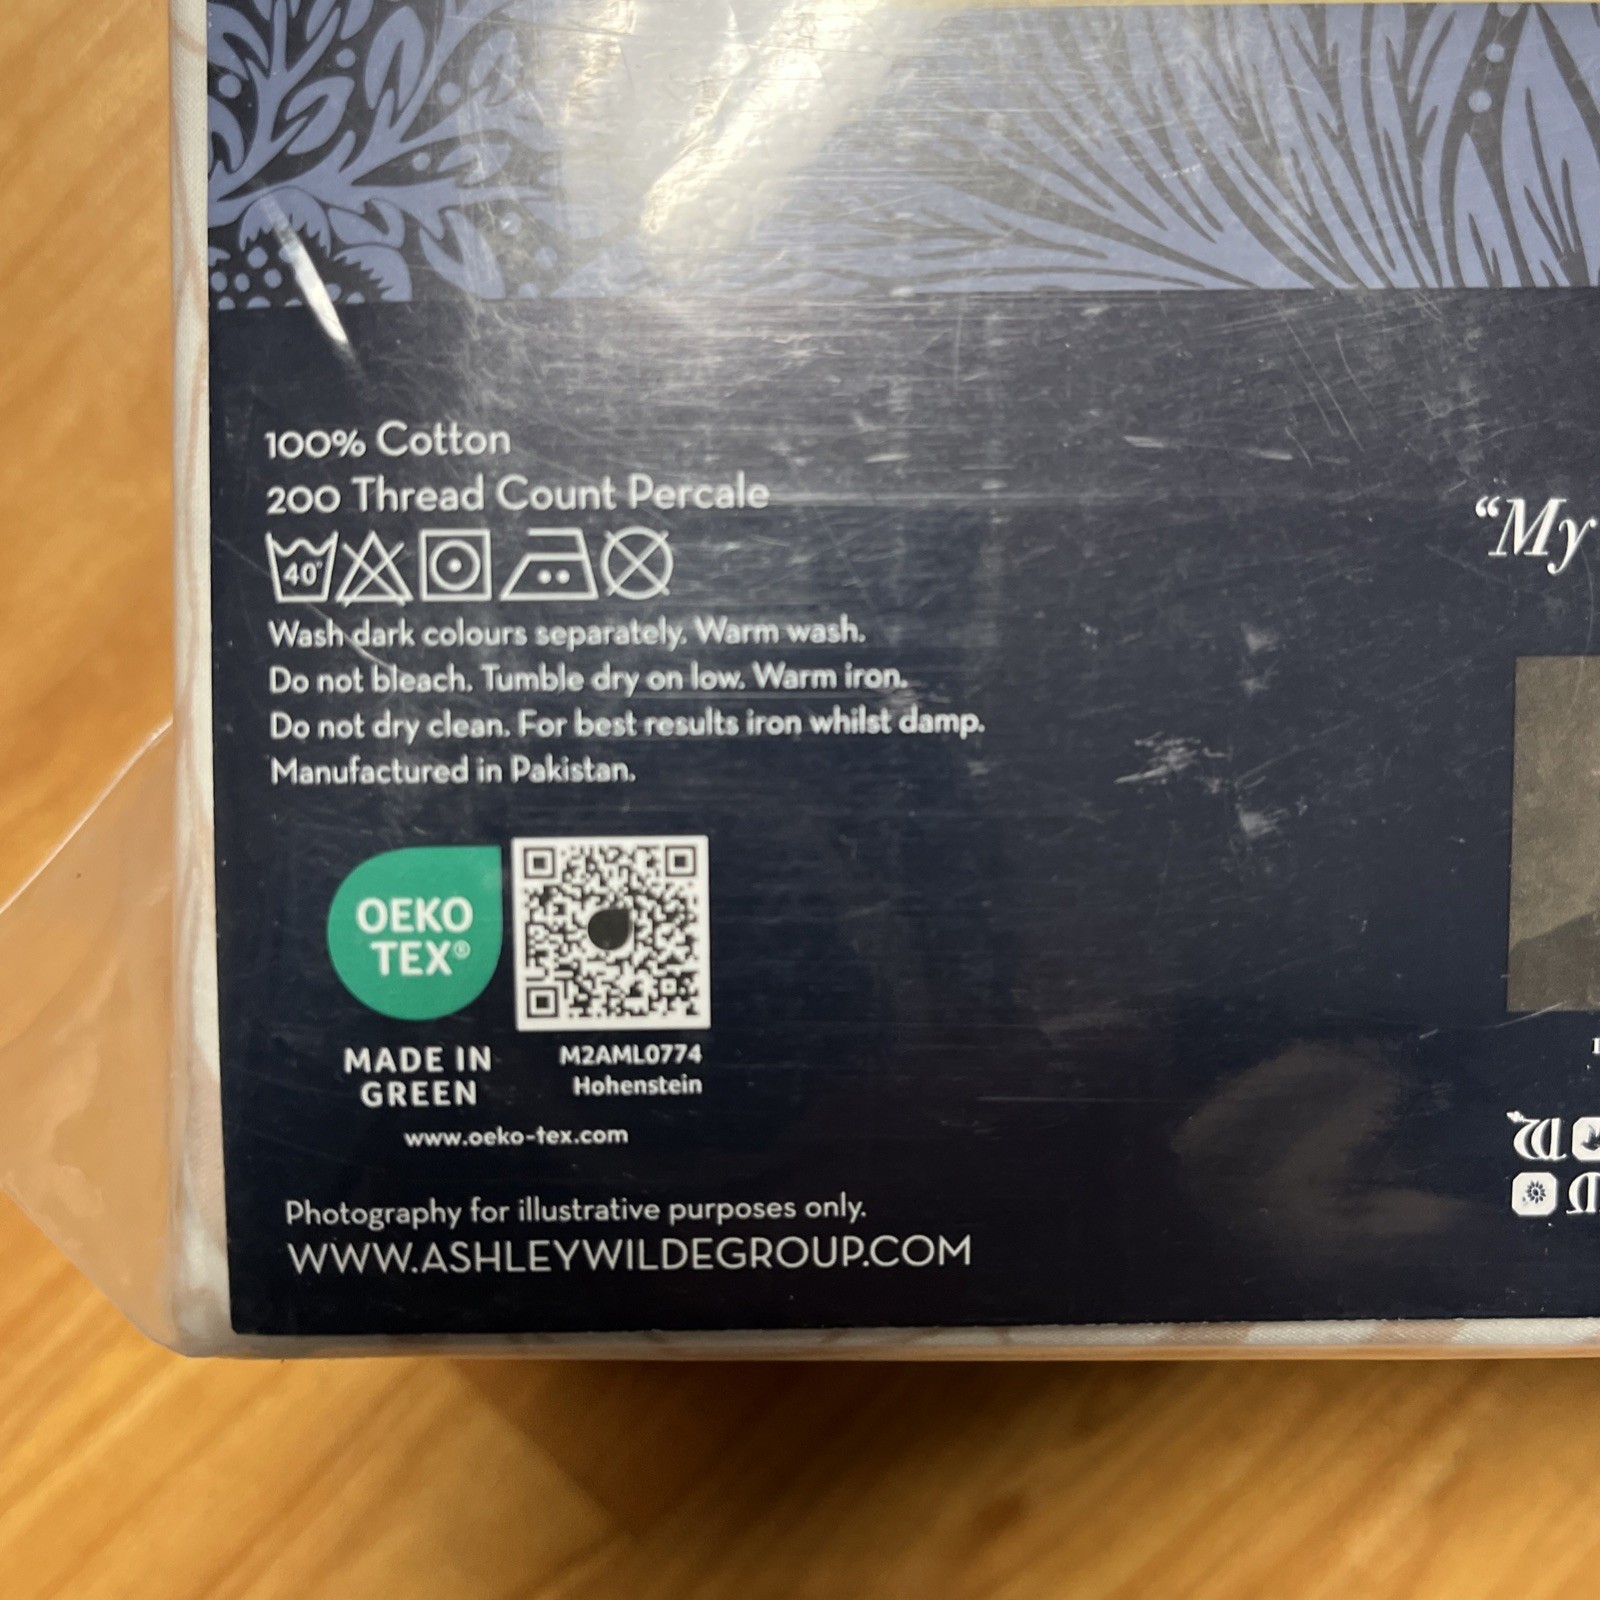 100% Cotton
200 Thread Count Percale
40°
Wash dark colours separately. Warm wash.
Do not bleach. Tumble dry on low. Warm iron.
Do not dry clean. For best results iron whilst damp.
Manufactured in Pakistan.
"My
OEKO
TEX®
MADE IN
GREEN
M2AML0774
Hohenstein
www.oeko-tex.com
Photography for illustrative purposes only.
WWW.ASHLEYWILDEGROUP.COM